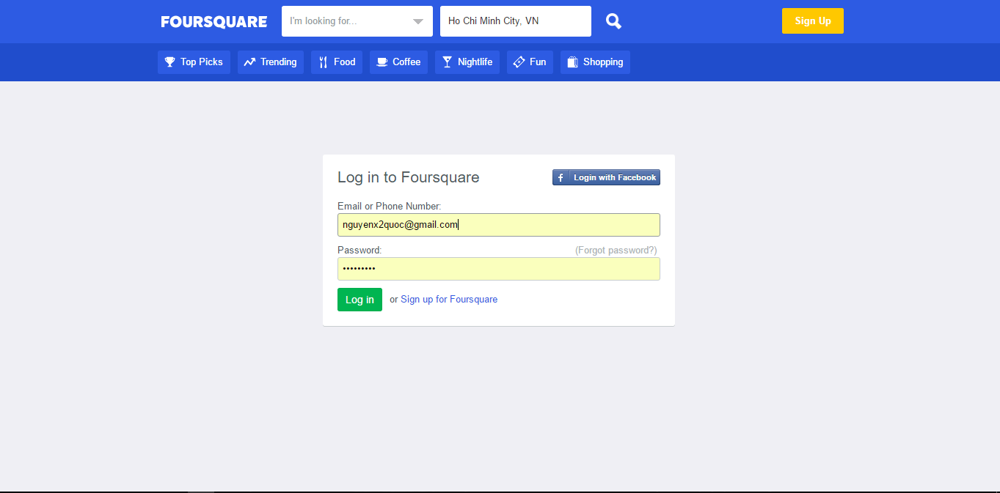 FOURSQUARE I'm looking for... Ho Chi Minh City, VN Sign Up
Top Picks Trending Food Coffee Nightlife Fun Shopping
Log in to Foursquare f Login with Facebook
Email or Phone Number:
nguyenx2quoc@gmail.com
Password: (Forgot password?)
•••••••••
Log in or Sign up for Foursquare